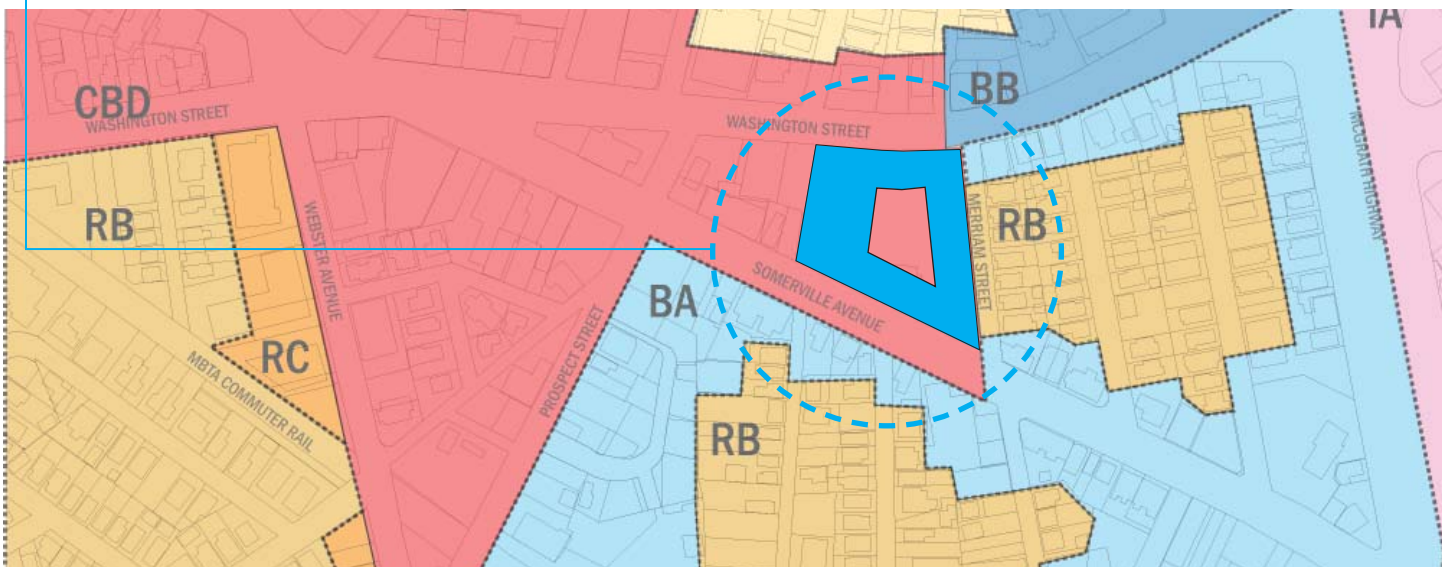 IA
CBD
WASHINGTON STREET
BB
WASHINGTON STREET
MCGRATH HIGHWAY
RB
WEBSTER AVENUE
MERRIAM STREET
RB
SOMERVILLE AVENUE
BA
PROSPECT STREET
RC
MBTA COMMUTER RAIL
RB